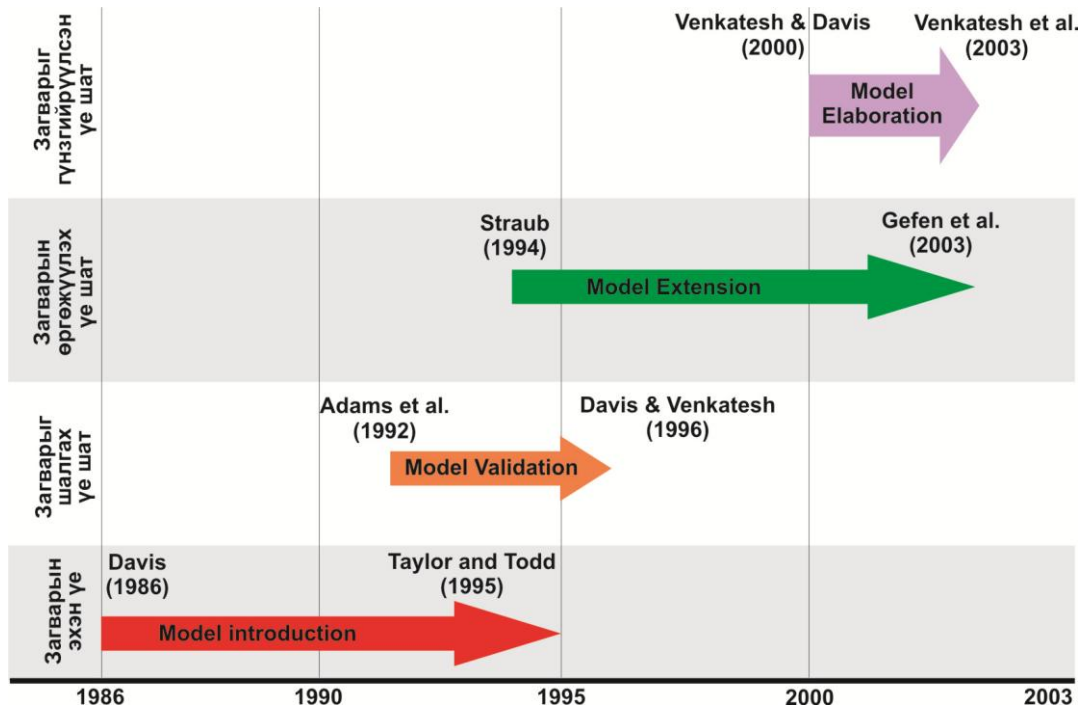 Загварыг
гүнзгийрүүлсэн
үе шат
Venkatesh & Davis
(2000)
Venkatesh et al.
(2003)
Model
Elaboration
Загварын
өргөжүүлэх
үе шат
Straub
(1994)
Gefen et al.
(2003)
Model Extension
Загварыг
шалгах
үе шат
Adams et al.
(1992)
Davis & Venkatesh
(1996)
Model Validation
Загварын
эхэн үе
Davis
(1986)
Taylor and Todd
(1995)
Model introduction
1986 1990 1995 2000 2003